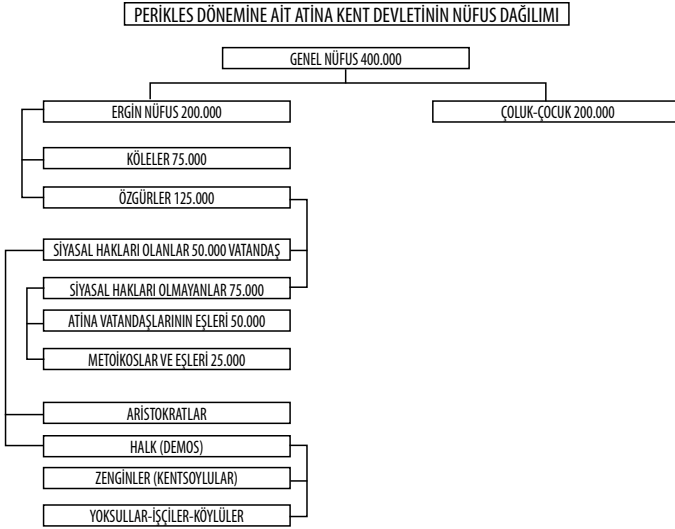 PERİKLES DÖNEMİNE AİT ATİNA KENT DEVLETİNİN NÜFUS DAĞILIMI
GENEL NÜFUS 400.000
ERGİN NÜFUS 200.000
ÇOLUK-ÇOCUK 200.000
KÖLELER 75.000
ÖZGÜRLER 125.000
SİYASAL HAKLARI OLANLAR 50.000 VATANDAŞ
SİYASAL HAKLARI OLMAYANLAR 75.000
ATİNA VATANDAŞLARININ EŞLERİ 50.000
METOİKOSLAR VE EŞLERİ 25.000
ARİSTOKRATLAR
HALK (DEMOS)
ZENGİNLER (KENTSOYLULAR)
YOKSULLAR-İŞÇİLER-KÖYLÜLER